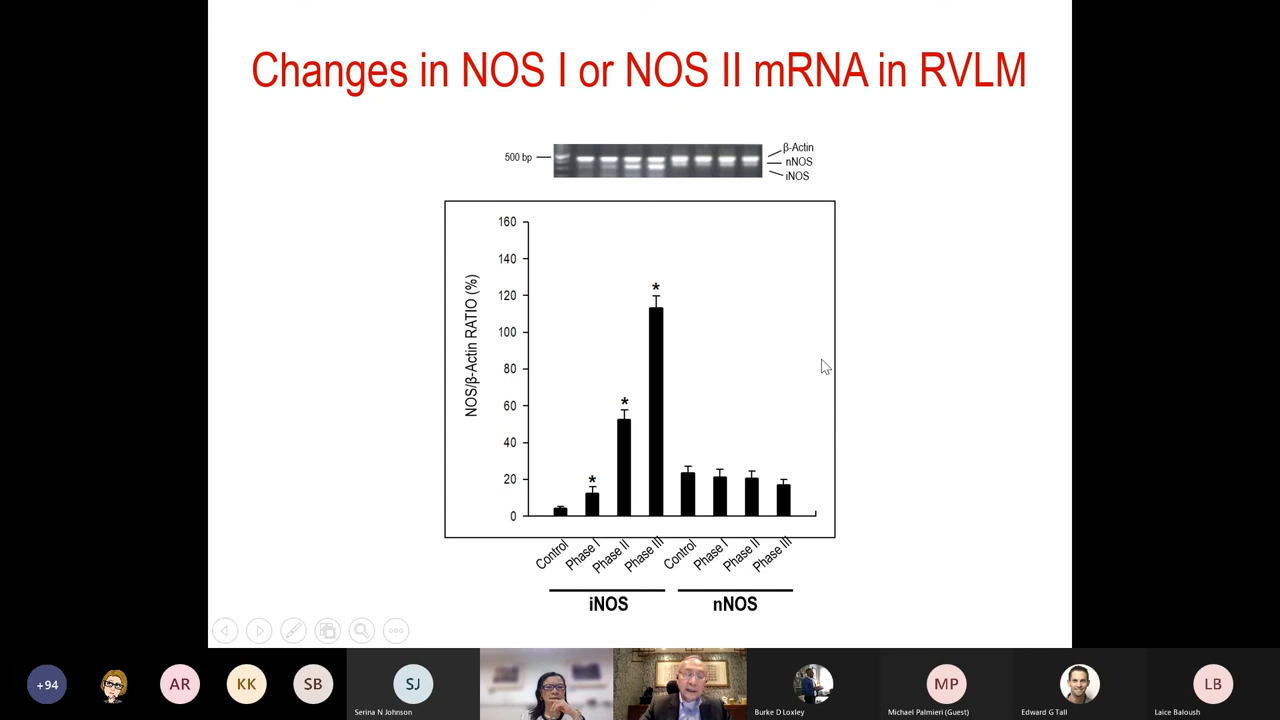 Changes in NOS I or NOS II mRNA in RVLM
500 bp
β-Actin
nNOS
iNOS
NOS/β-Actin RATIO (%)
160
140
120
100
80
60
40
20
0
*
*
*
Control
Phase I
Phase II
Phase III
Control
Phase I
Phase II
Phase III
iNOS
nNOS
+94
AR
KK
SB
SJ
Serina N Johnson
Burke D Loxley
MP
Michael Palmieri (Guest)
Edward G Tall
LB
Laice Baloush